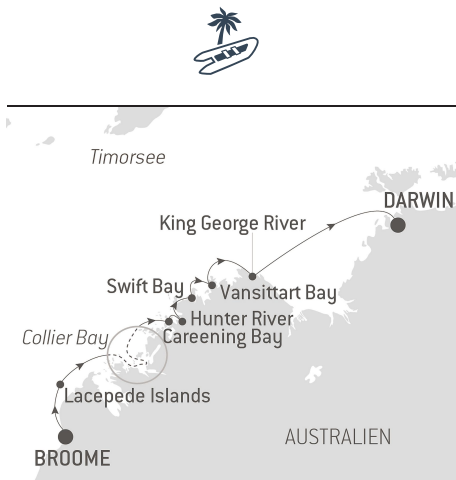 Timorsee
DARWIN
King George River
Swift Bay
Vansittart Bay
Hunter River
Collier Bay
Careening Bay
Lacepede Islands
AUSTRALIEN
BROOME